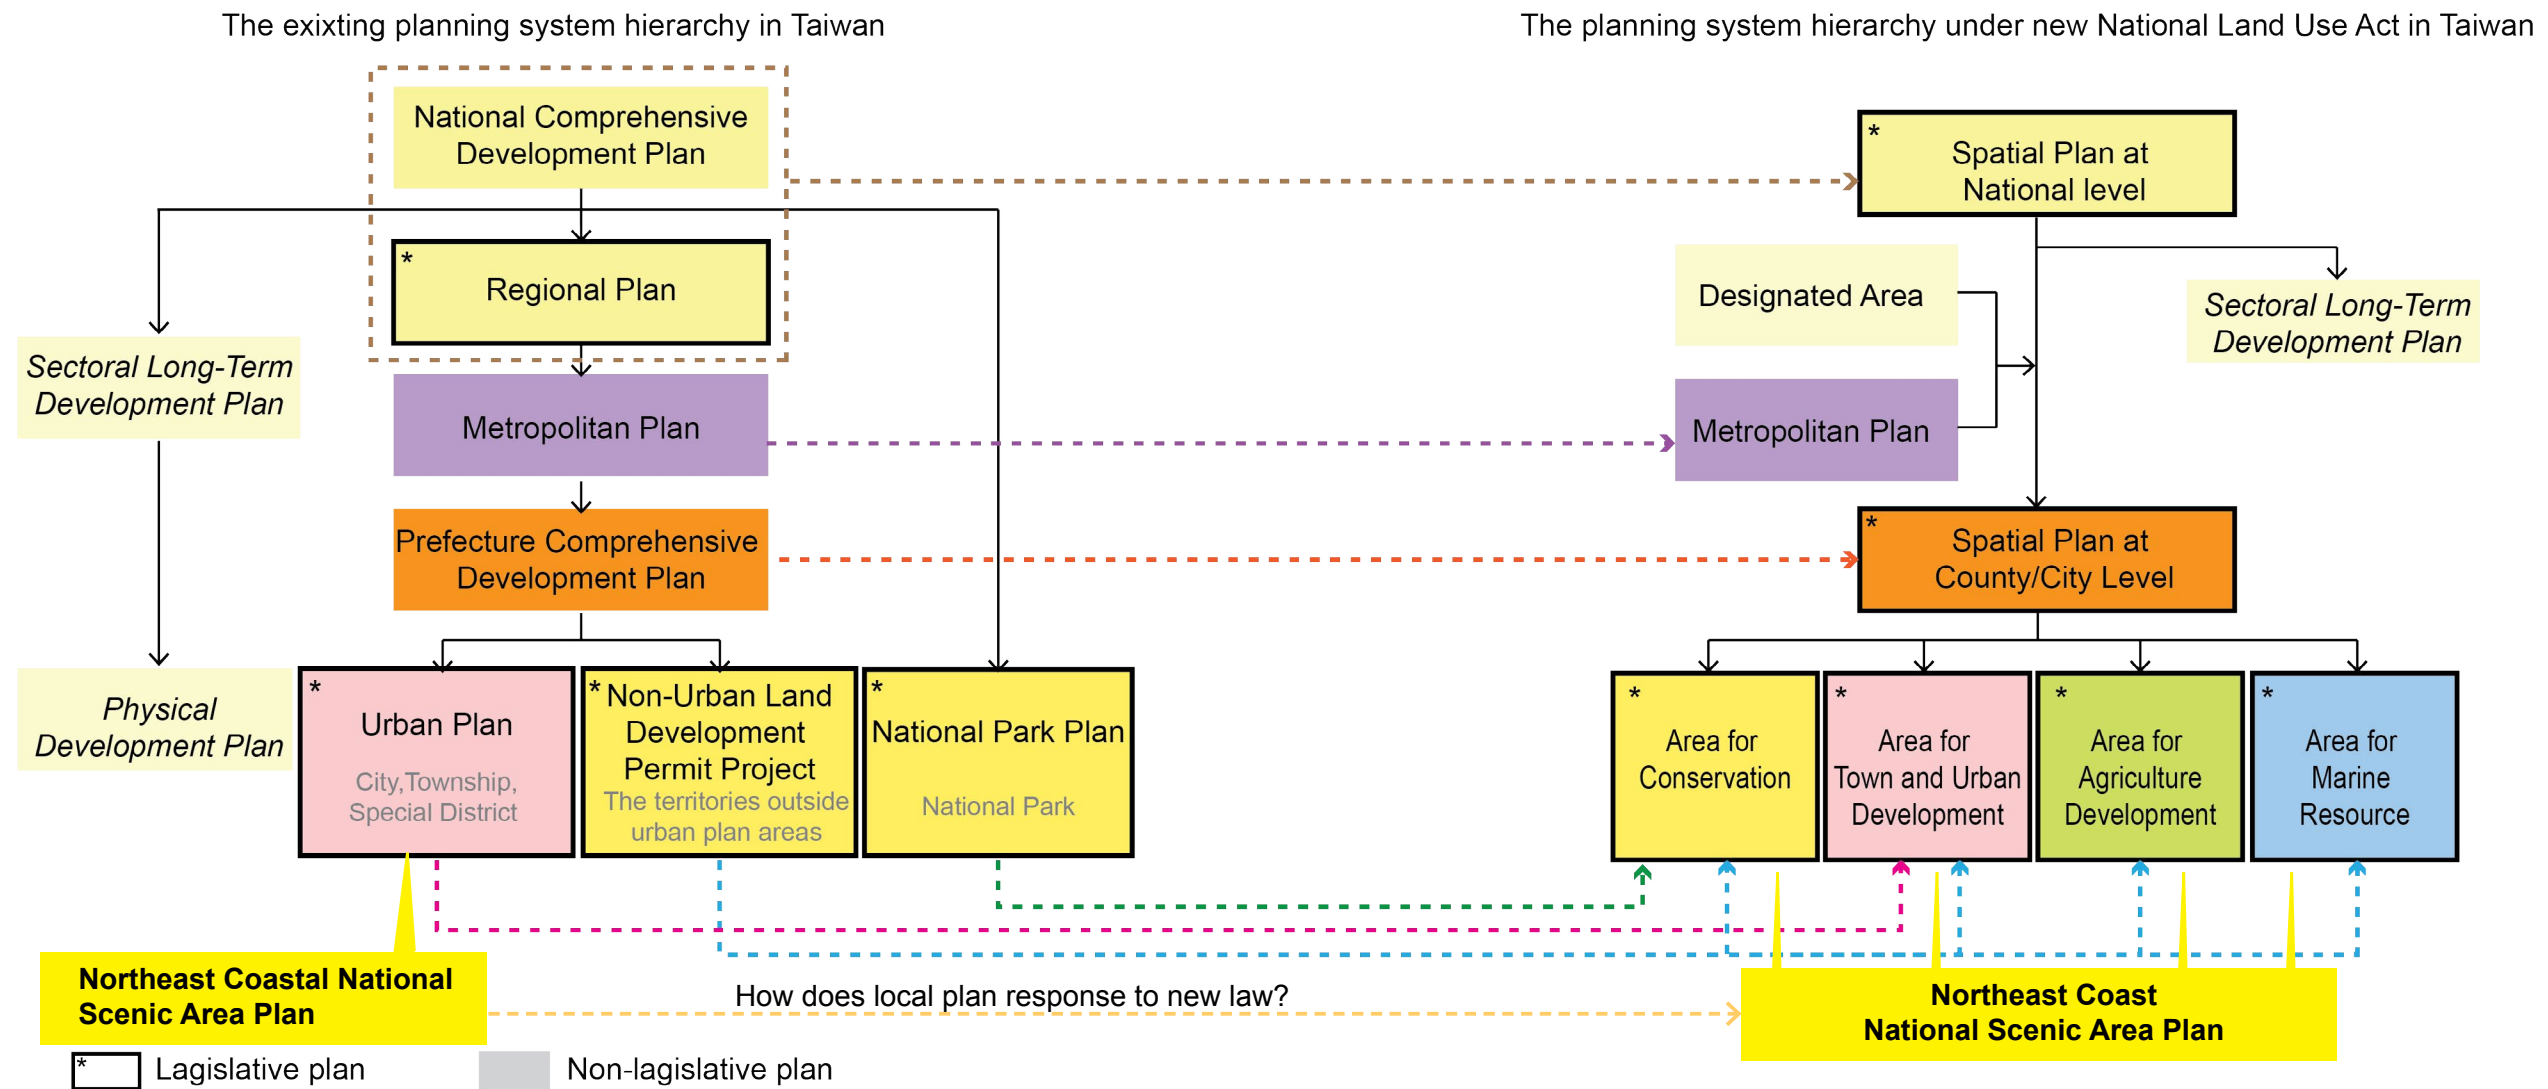 The exixting planning system hierarchy in Taiwan
National Comprehensive
Development Plan
*
Regional Plan
Sectoral Long-Term
Development Plan
Metropolitan Plan
Prefecture Comprehensive
Development Plan
Physical
Development Plan
*
Urban Plan
City,Township,
Special District
*
Non-Urban Land
Development
Permit Project
The territories outside
urban plan areas
*
National Park Plan
National Park
Northeast Coastal National
Scenic Area Plan
How does local plan response to new law?
The planning system hierarchy under new National Land Use Act in Taiwan
*
Spatial Plan at
National level
Designated Area
Sectoral Long-Term
Development Plan
Metropolitan Plan
*
Spatial Plan at
County/City Level
*
Area for
Conservation
*
Area for
Town and Urban
Development
*
Area for
Agriculture
Development
*
Area for
Marine
Resource
Northeast Coast
National Scenic Area Plan
*
Lagislative plan
Non-lagislative plan